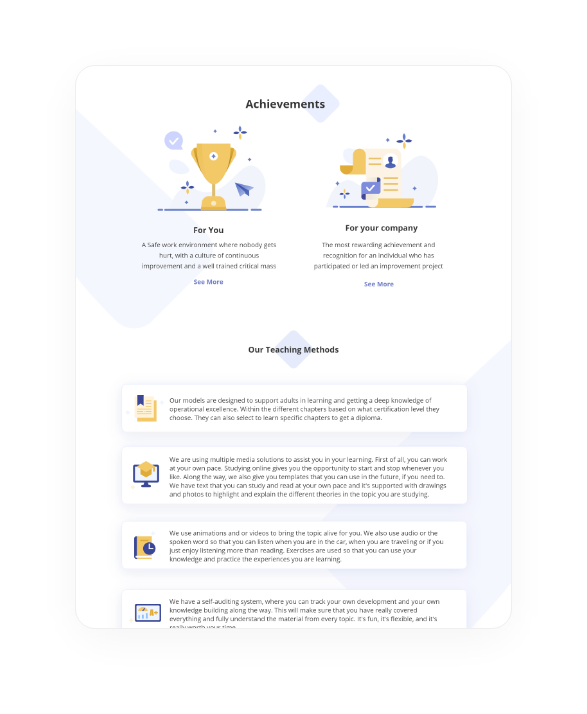 Achievements
For You
A Safe work environment where nobody gets
hurt, with a culture of continuous
improvement and a well trained critical mass
See More
For your company
The most rewarding achievement and
recognition for an individual who has
participated or led an improvement project
See More
Our Teaching Methods
Our models are designed to support adults in learning and getting a deep knowledge of
operational excellence. Within the different chapters based on what certification level they
choose. They can also select to learn specific chapters to get a diploma.
We are using multiple media solutions to assist you in your learning. First of all, you can work
at your own pace. Studying online gives you the opportunity to start and stop whenever you
like. Along the way, we also give you templates that you can use in the future, if you need to.
We have text that you can study and read at your own pace and it's supported with drawings
and photos to highlight and explain the different theories in the topic you are studying.
We use animations and or videos to bring the topic alive for you. We also use audio or the
spoken word so that you can listen when you are in the car, when you are traveling or if you
just enjoy listening more than reading. Exercises are used so that you can use your
knowledge and practice the experiences you are learning.
We have a self-auditing system, where you can track your own development and your own
knowledge building along the way. This will make sure that you have really covered
everything and fully understand the material from every topic. It's fun, it's flexible, and it's
really worth your time.